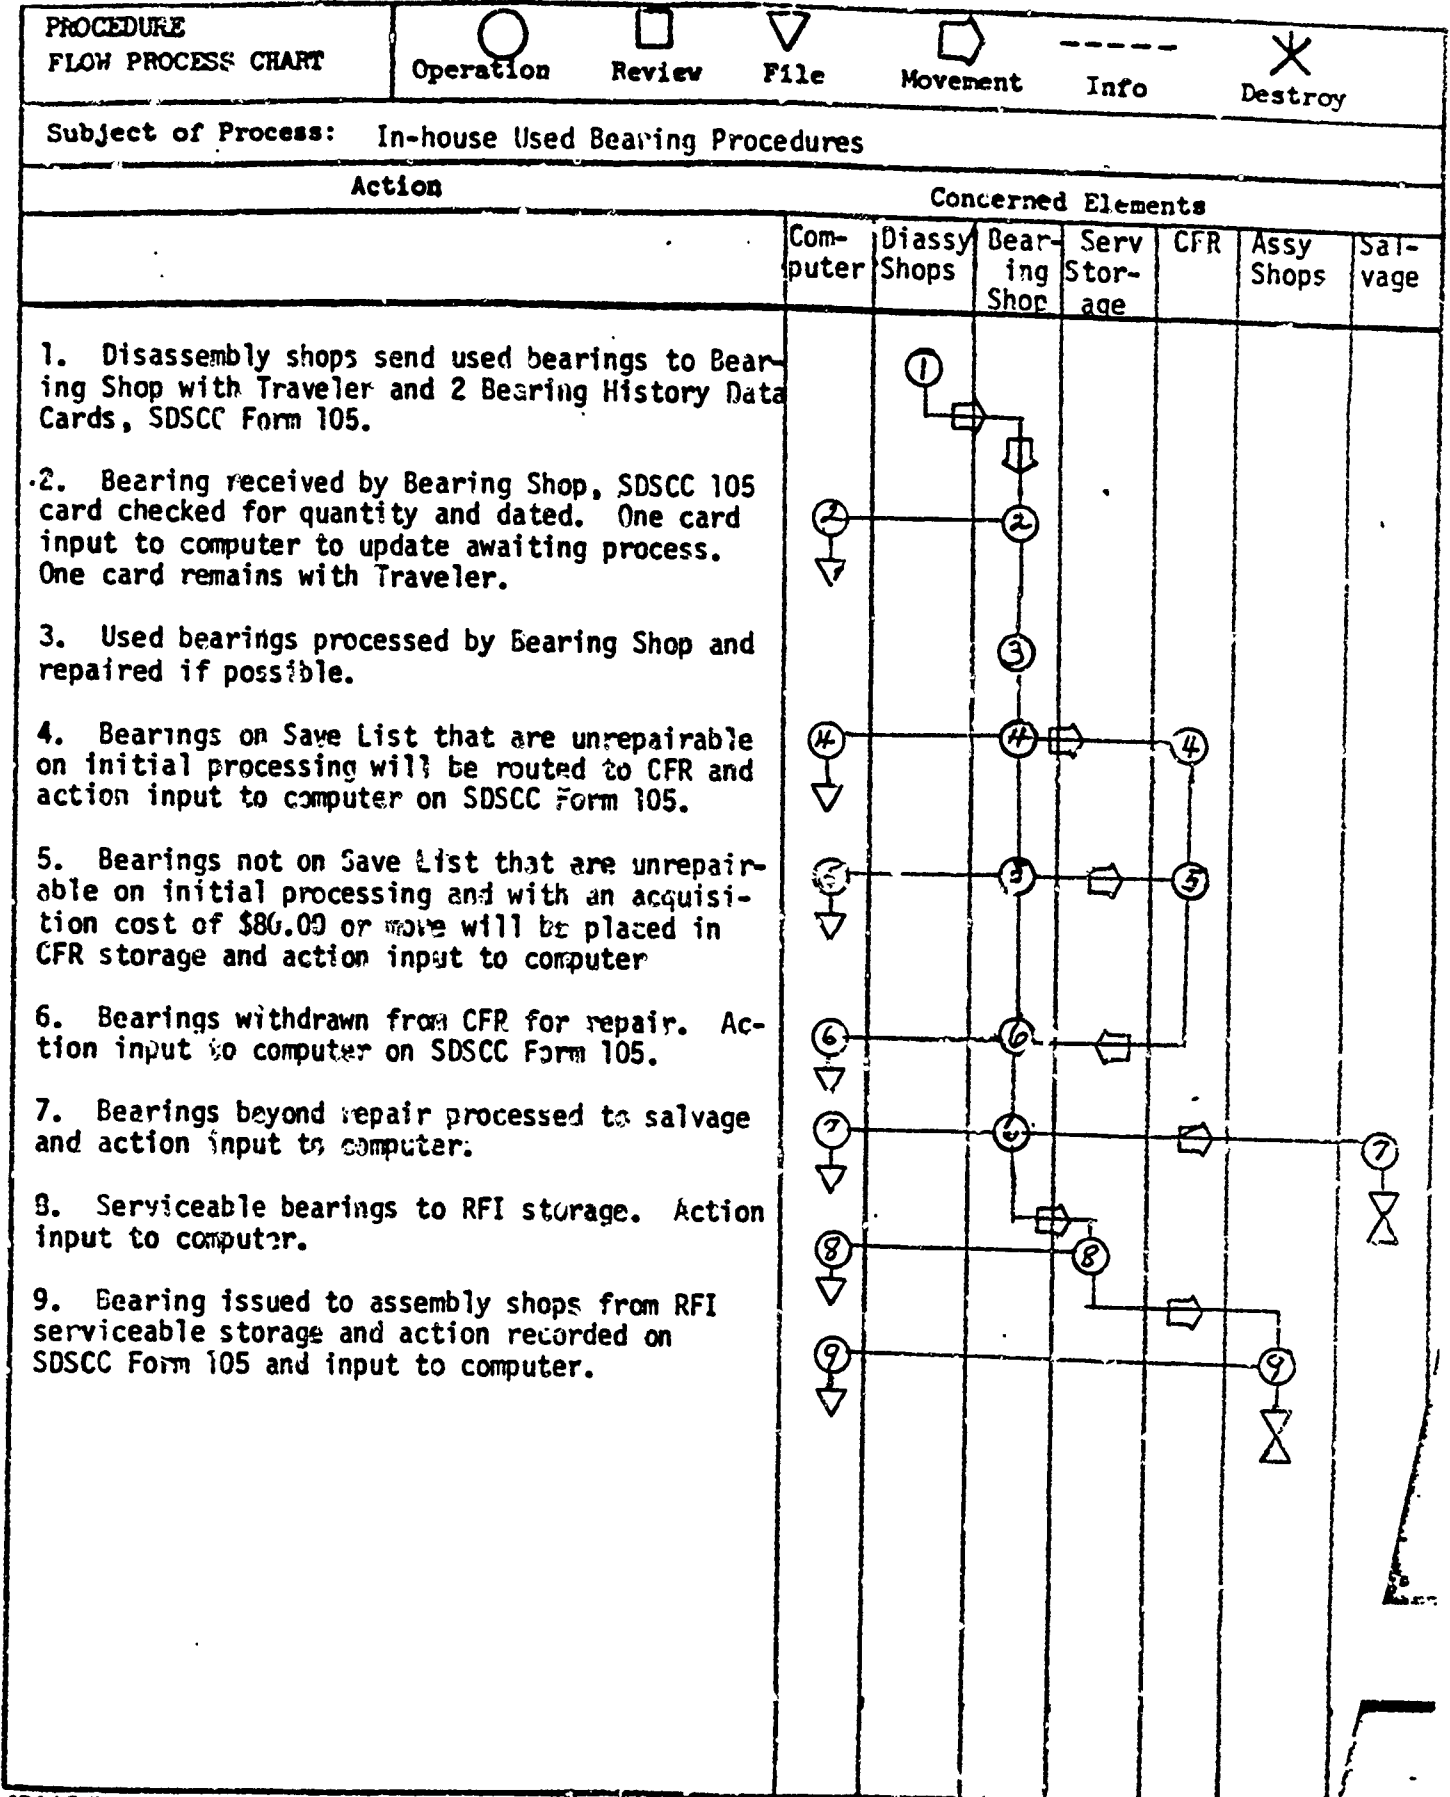 PROCEDURE
FLOW PROCESS CHART
Operation Review File Movement Info Destroy
Subject of Process: In-house Used Bearing Procedures
Action
Concerned Elements
Com-
puter
Diassy
Shops
Bear-
ing
Shop
Serv
Stor-
age
CFR
Assy
Shops
Sal-
vage
1. Disassembly shops send used bearings to Bear-
ing Shop with Traveler and 2 Bearing History Data
Cards, SDSCC Form 105.
2. Bearing received by Bearing Shop, SDSCC 105
card checked for quantity and dated. One card
input to computer to update awaiting process.
One card remains with Traveler.
3. Used bearings processed by Bearing Shop and
repaired if possible.
4. Bearings on Save List that are unrepairable
on initial processing will be routed to CFR and
action input to computer on SDSCC Form 105.
5. Bearings not on Save List that are unrepair-
able on initial processing and with an acquisi-
tion cost of or more will be placed in
CFR storage and action input to computer
6. Bearings withdrawn from CFR for repair. Ac-
tion input to computer on SDSCC Form 105.
7. Bearings beyond repair processed to salvage
and action input to computer.
8. Serviceable bearings to RFI storage. Action
input to computer.
9. Bearing issued to assembly shops from RFI
serviceable storage and action recorded on
SDSCC Form 105 and input to computer.
1
2 2
3
4 4 4
5 5
6 6
7 7
8 8
9 9